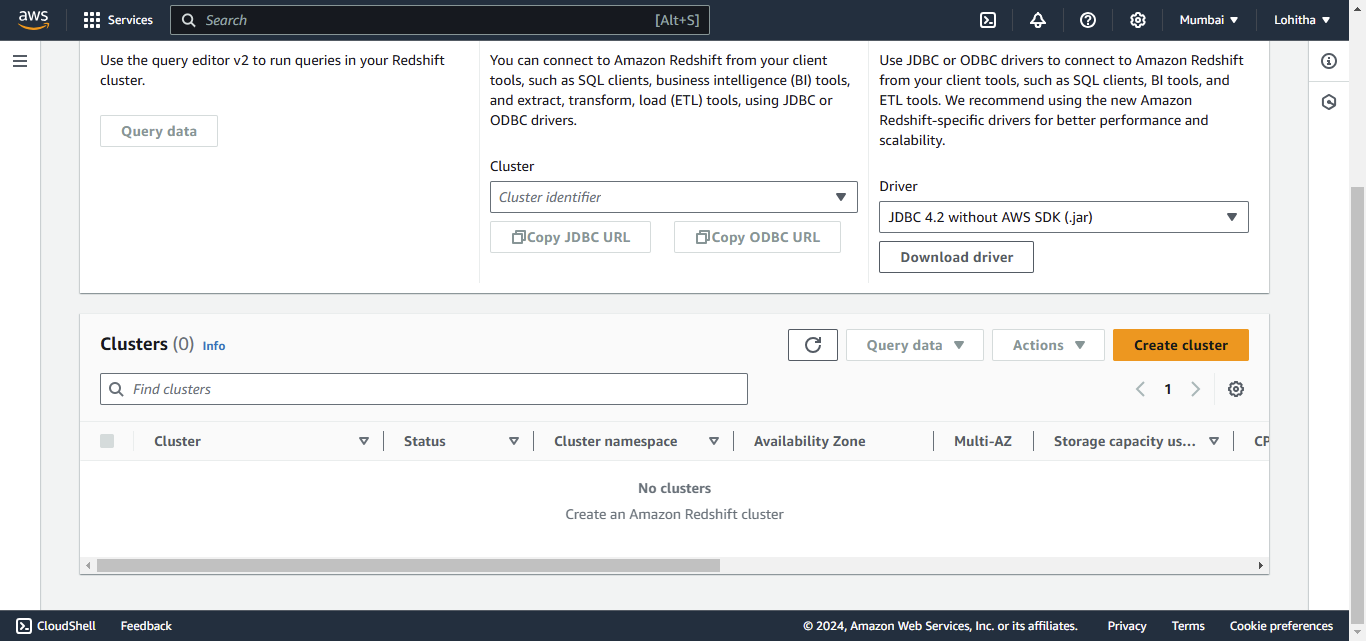 aws
Services
Search
[Alt+S]
Mumbai
Lohitha
Use the query editor v2 to run queries in your Redshift
cluster.
Query data
You can connect to Amazon Redshift from your client
tools, such as SQL clients, business intelligence (BI) tools,
and extract, transform, load (ETL) tools, using JDBC or
ODBC drivers.
Cluster
Cluster identifier
Copy JDBC URL
Copy ODBC URL
Use JDBC or ODBC drivers to connect to Amazon Redshift
from your client tools, such as SQL clients, BI tools, and
ETL tools. We recommend using the new Amazon
Redshift-specific drivers for better performance and
scalability.
Driver
JDBC 4.2 without AWS SDK (.jar)
Download driver
Clusters (0) Info
Query data
Actions
Create cluster
Find clusters
1
Cluster
Status
Cluster namespace
Availability Zone
Multi-AZ
Storage capacity us...
CP
No clusters
Create an Amazon Redshift cluster
CloudShell
Feedback
© 2024, Amazon Web Services, Inc. or its affiliates.
Privacy
Terms
Cookie preferences